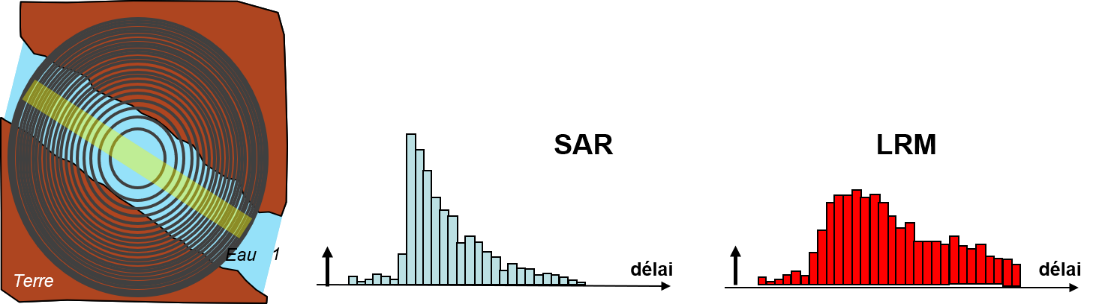 SAR
LRM
Eau 1
Terre
délai
délai